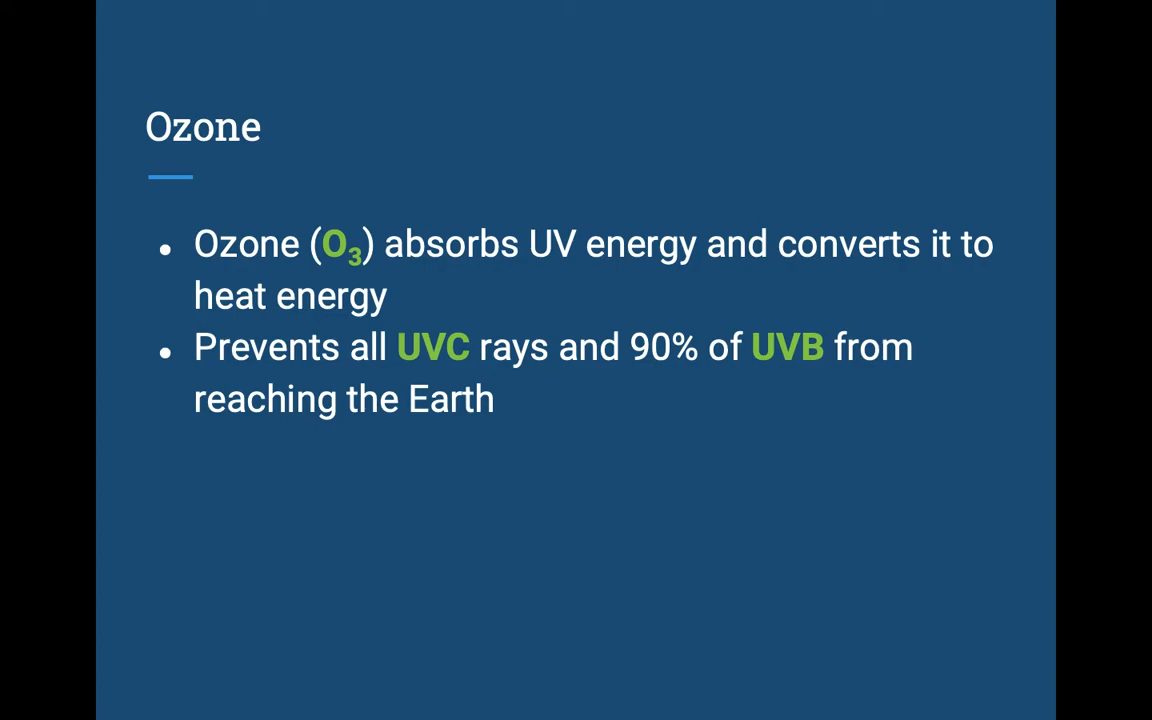 Ozone
● Ozone (O₃) absorbs UV energy and converts it to
heat energy
● Prevents all UVC rays and 90% of UVB from
reaching the Earth